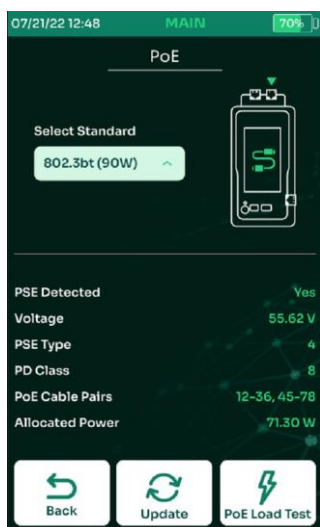 07/21/22 12:48 MAIN 70%
PoE
Select Standard
802.3bt (90W)
PSE Detected Yes
Voltage 55.62 V
PSE Type 4
PD Class 8
PoE Cable Pairs 12-36, 45-78
Allocated Power 71.30 W
Back Update PoE Load Test